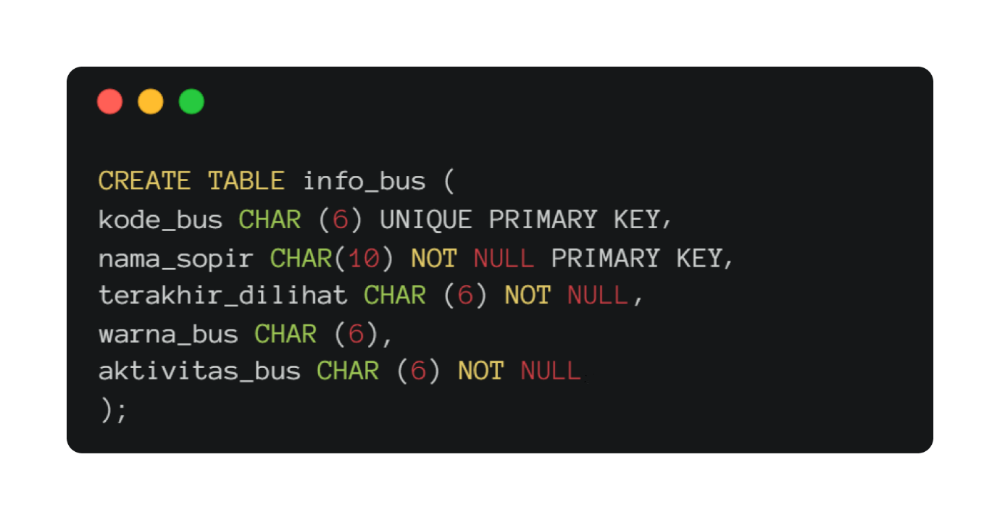 CREATE TABLE info_bus (
kode_bus CHAR (6) UNIQUE PRIMARY KEY,
nama_sopir CHAR(10) NOT NULL PRIMARY KEY,
terakhir_dilihat CHAR (6) NOT NULL,
warna_bus CHAR (6),
aktivitas_bus CHAR (6) NOT NULL
);